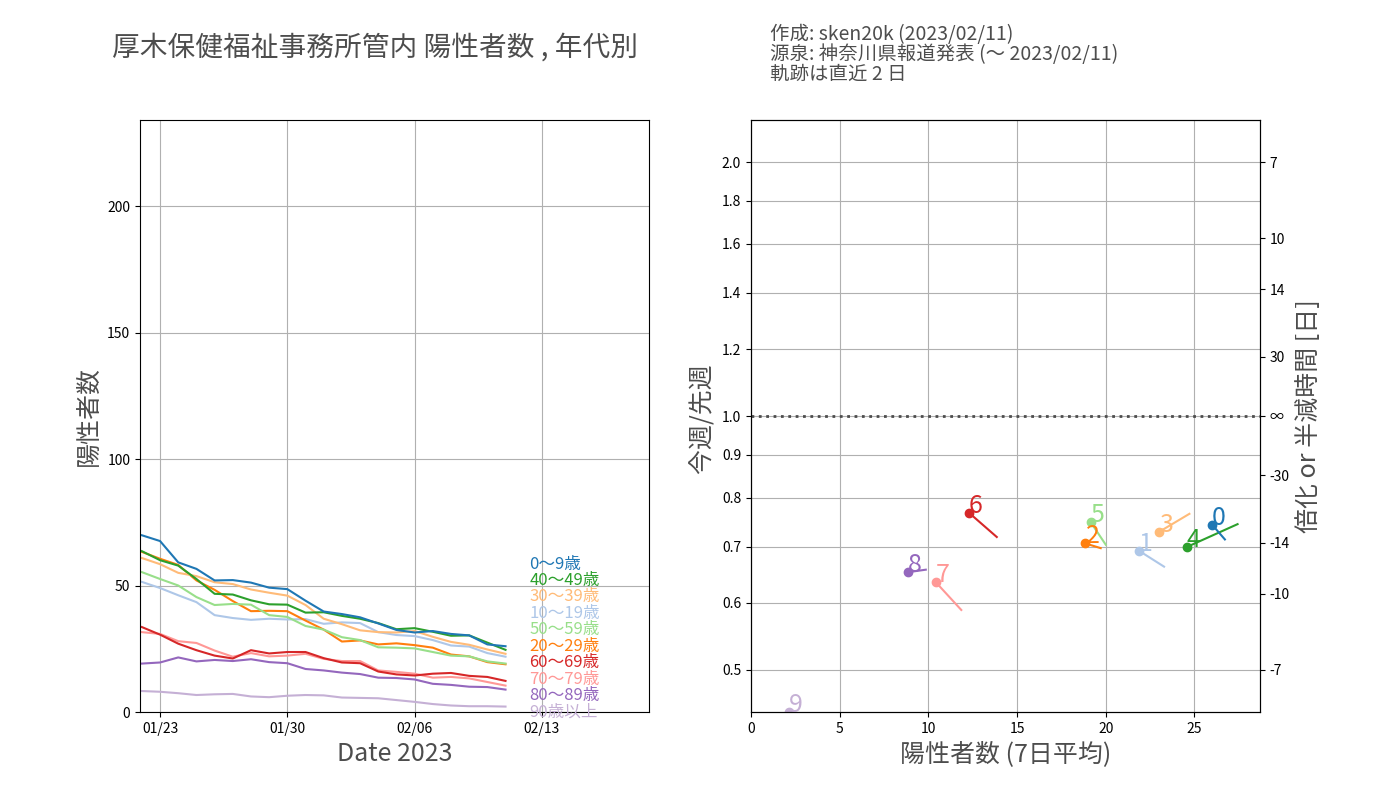 厚木保健福祉事務所管内 陽性者数 , 年代別
作成: sken20k (2023/02/11)
源泉: 神奈川県報道発表 (～ 2023/02/11)
軌跡は直近 2 日
陽性者数
200
150
100
50
0
0～9歳
40～49歳
30～39歳
10～19歳
50～59歳
20～29歳
60～69歳
70～79歳
80～89歳
90歳以上
01/23
01/30
02/06
02/13
Date 2023
今週/先週
2.0
1.8
1.6
1.4
1.2
1.0
0.9
0.8
0.7
0.6
0.5
6
5
2
3
0
4
1
8
7
9
7
10
14
30
∞
-30
-14
-10
-7
倍化 or 半減時間 [日]
0
5
10
15
20
25
陽性者数 (7日平均)